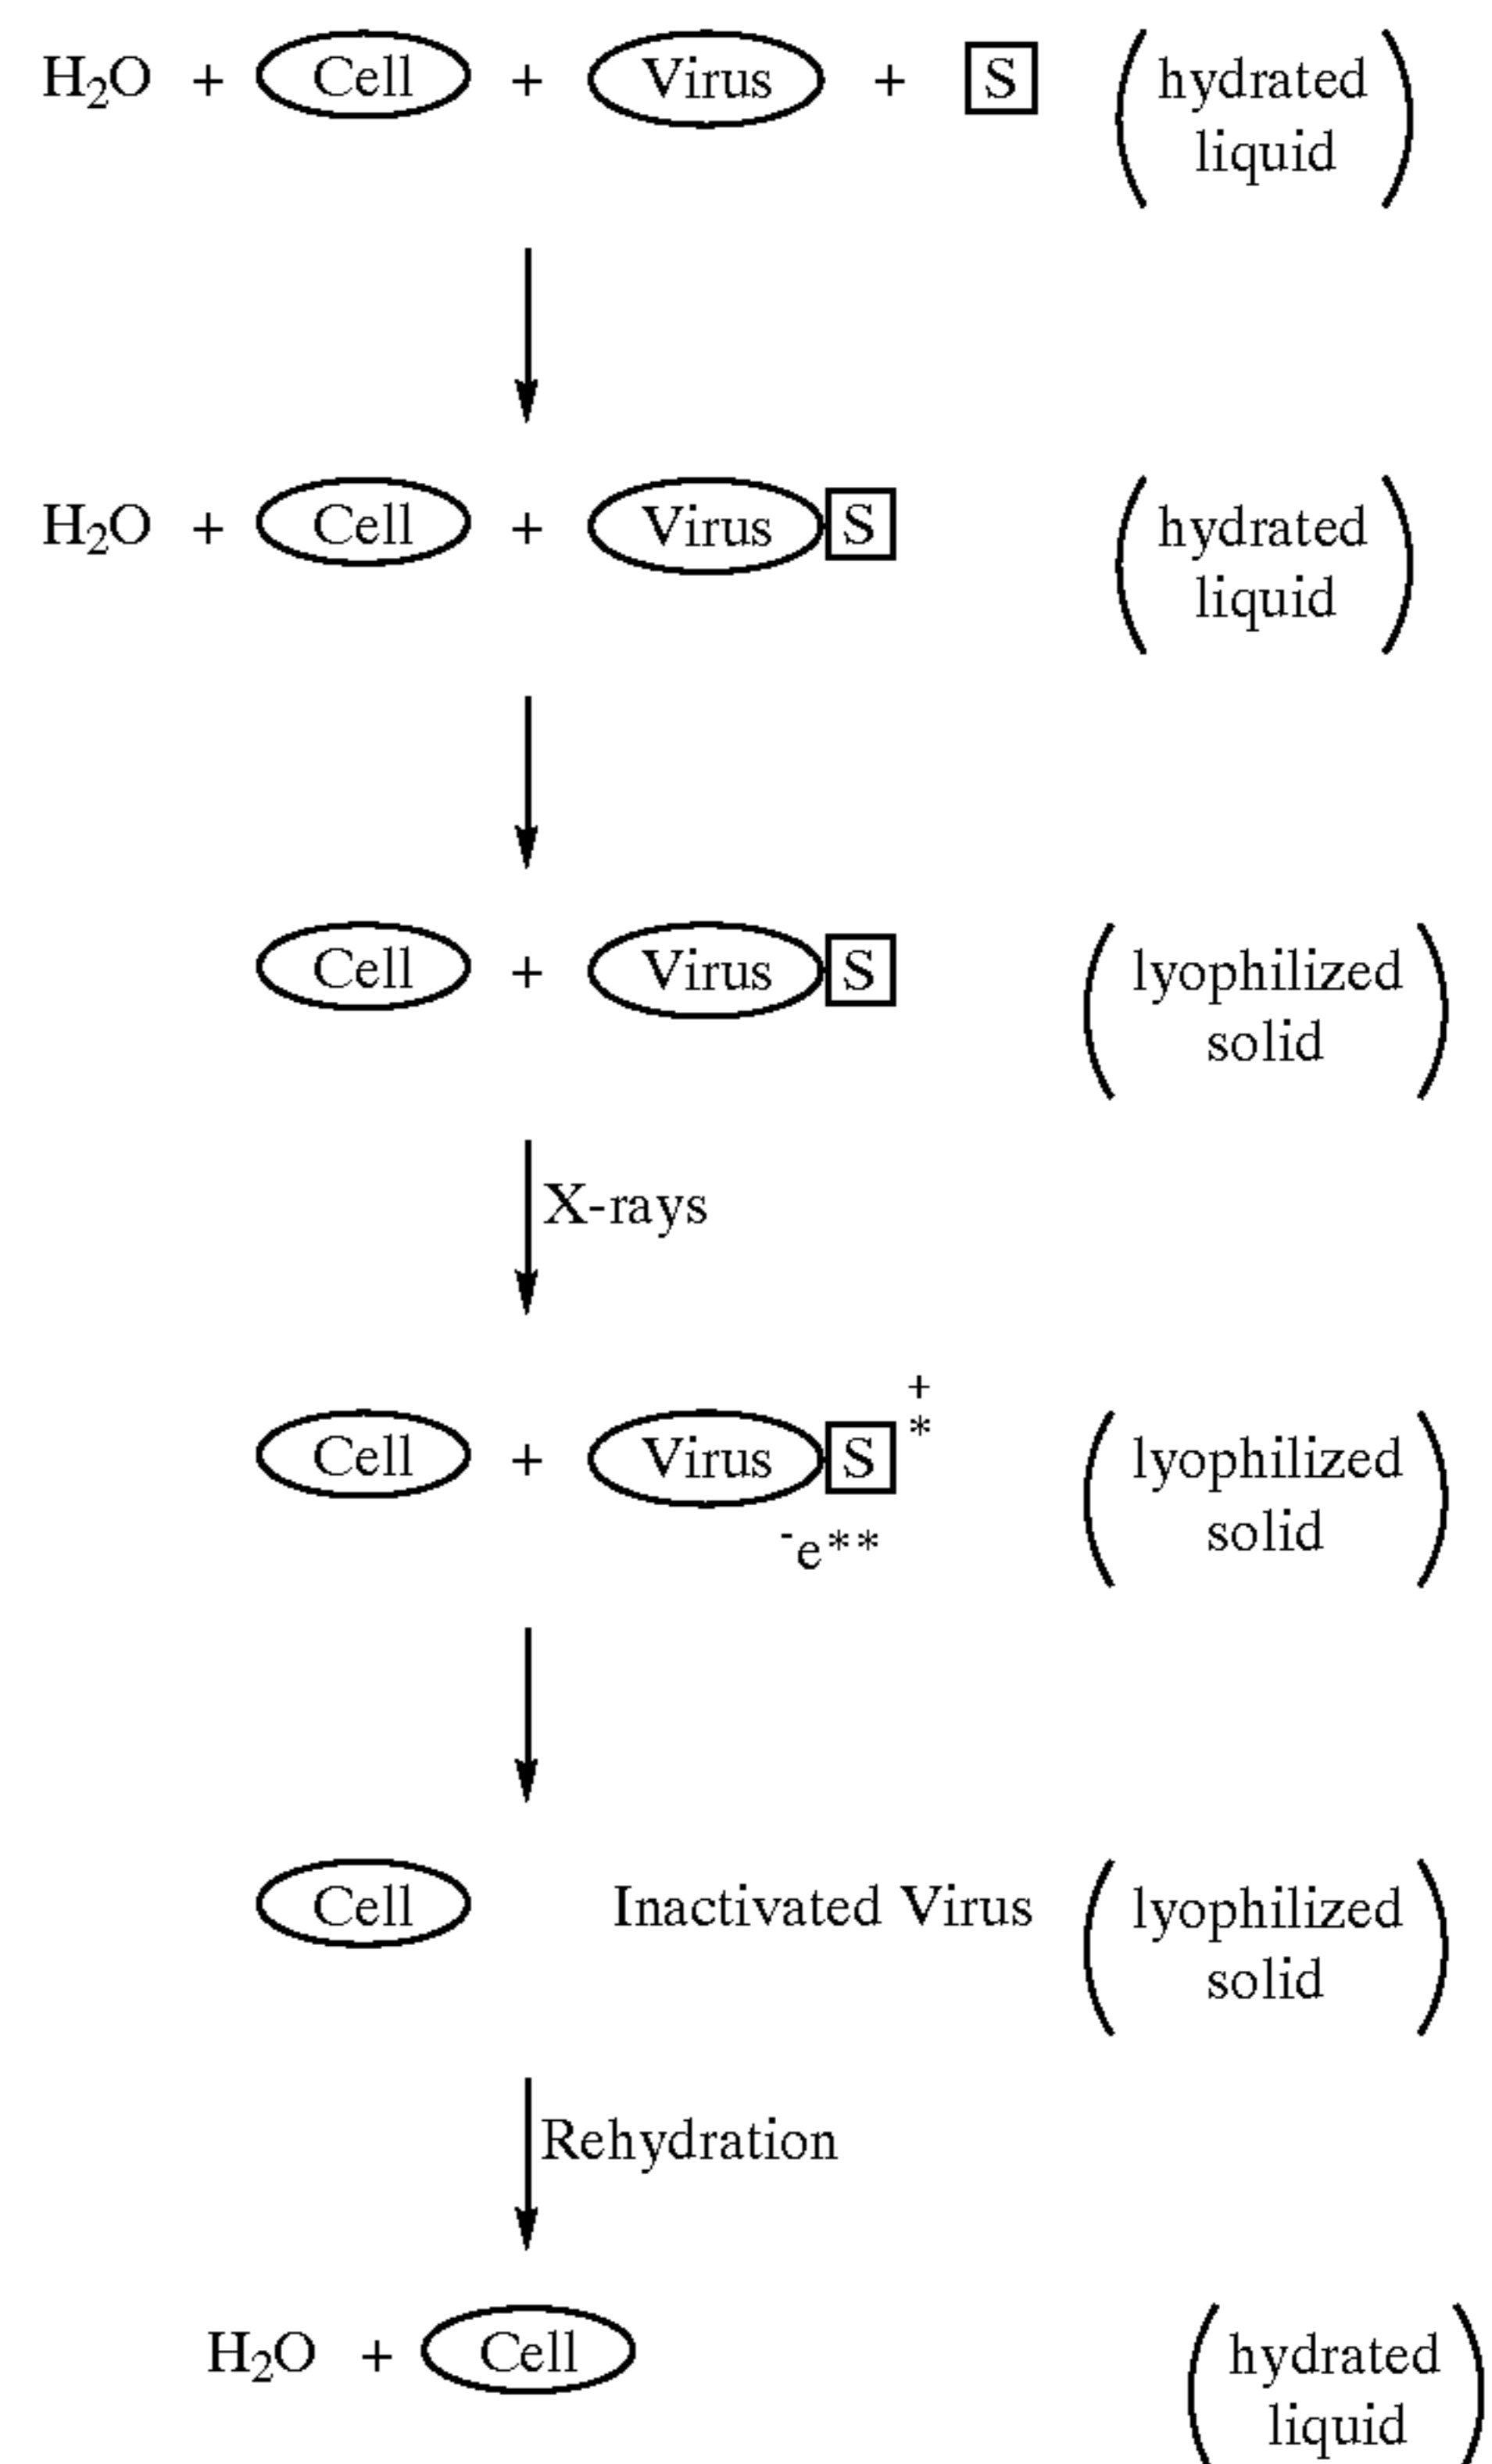 H₂O + Cell + Virus + S (hydrated
liquid)
H₂O + Cell + Virus S (hydrated
liquid)
Cell + Virus S (lyophilized
solid)
X-rays
+
*
Cell + Virus S (lyophilized
solid)
⁻e**
Cell Inactivated Virus (lyophilized
solid)
Rehydration
H₂O + Cell (hydrated
liquid)